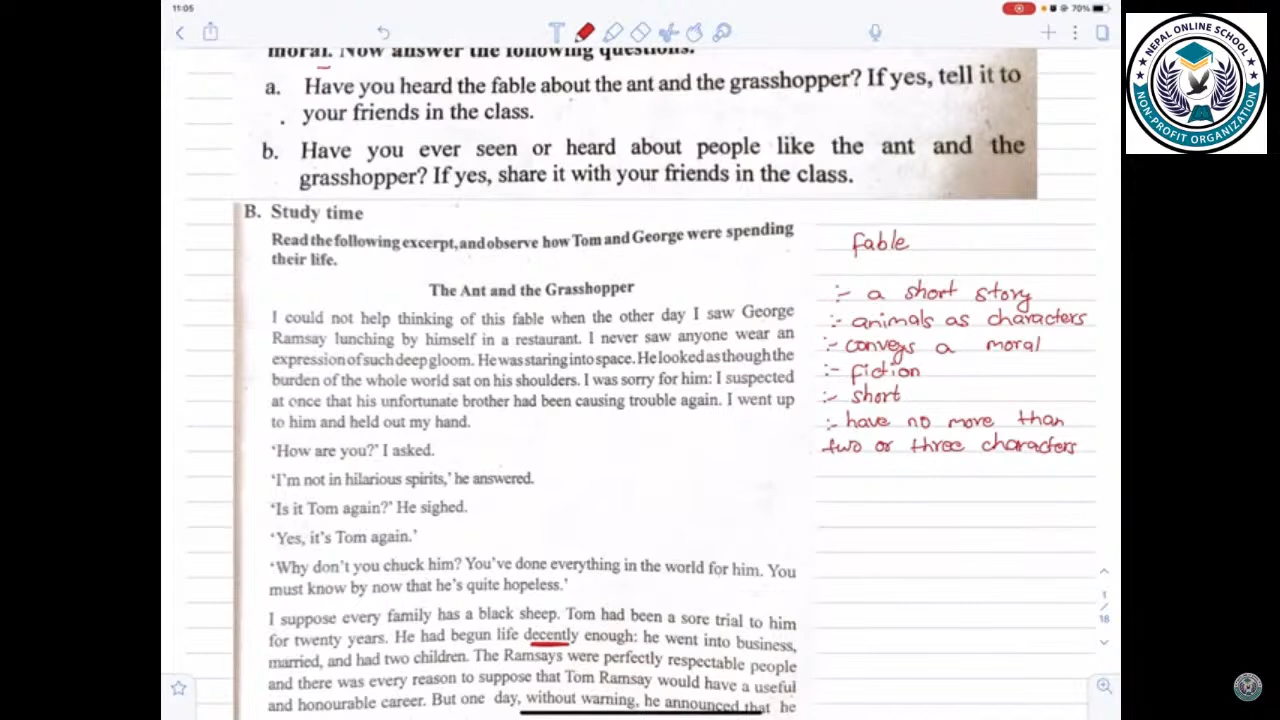 11:05
70%
moral. Now answer the following questions.
a. Have you heard the fable about the ant and the grasshopper? If yes, tell it to
your friends in the class.
b. Have you ever seen or heard about people like the ant and the
grasshopper? If yes, share it with your friends in the class.
B. Study time
Read the following excerpt, and observe how Tom and George were spending
their life.
The Ant and the Grasshopper
I could not help thinking of this fable when the other day I saw George
Ramsay lunching by himself in a restaurant. I never saw anyone wear an
expression of such deep gloom. He was staring into space. He looked as though the
burden of the whole world sat on his shoulders. I was sorry for him: I suspected
at once that his unfortunate brother had been causing trouble again. I went up
to him and held out my hand.
‘How are you?’ I asked.
‘I’m not in hilarious spirits,’ he answered.
‘Is it Tom again?’ He sighed.
‘Yes, it’s Tom again.’
‘Why don’t you chuck him? You’ve done everything in the world for him. You
must know by now that he’s quite hopeless.’
I suppose every family has a black sheep. Tom had been a sore trial to him
for twenty years. He had begun life decently enough: he went into business,
married, and had two children. The Ramsays were perfectly respectable people
and there was every reason to suppose that Tom Ramsay would have a useful
and honourable career. But one day, without warning, he announced that he
fable
:- a short story
:- animals as characters
:- conveys a moral
:- fiction
:- short
:- have no more than
two or three characters
1
/
18
NEPAL ONLINE SCHOOL
NON-PROFIT ORGANIZATION